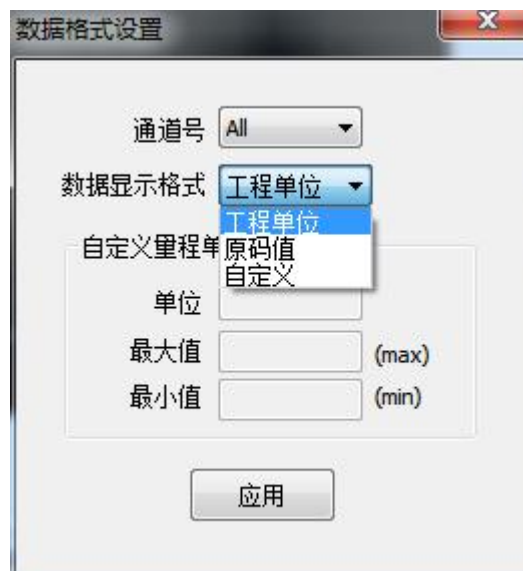 数据格式设置
通道号 All
数据显示格式 工程单位
工程单位
自定义量程单
原码值
自定义
单位
最大值 (max)
最小值 (min)
应用